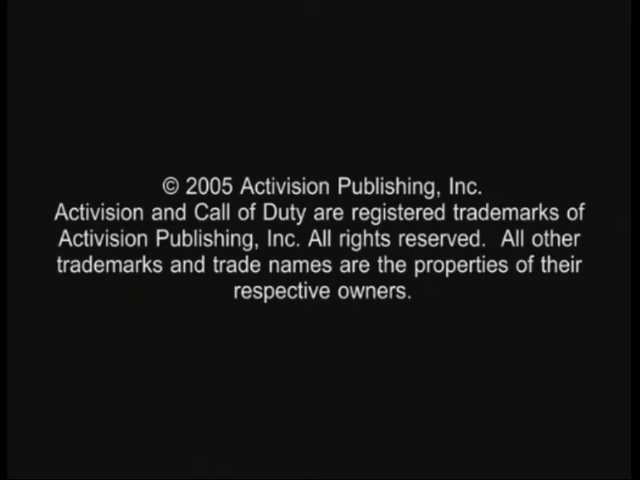 © 2005 Activision Publishing, Inc.
Activision and Call of Duty are registered trademarks of
Activision Publishing, Inc. All rights reserved.  All other
trademarks and trade names are the properties of their
respective owners.